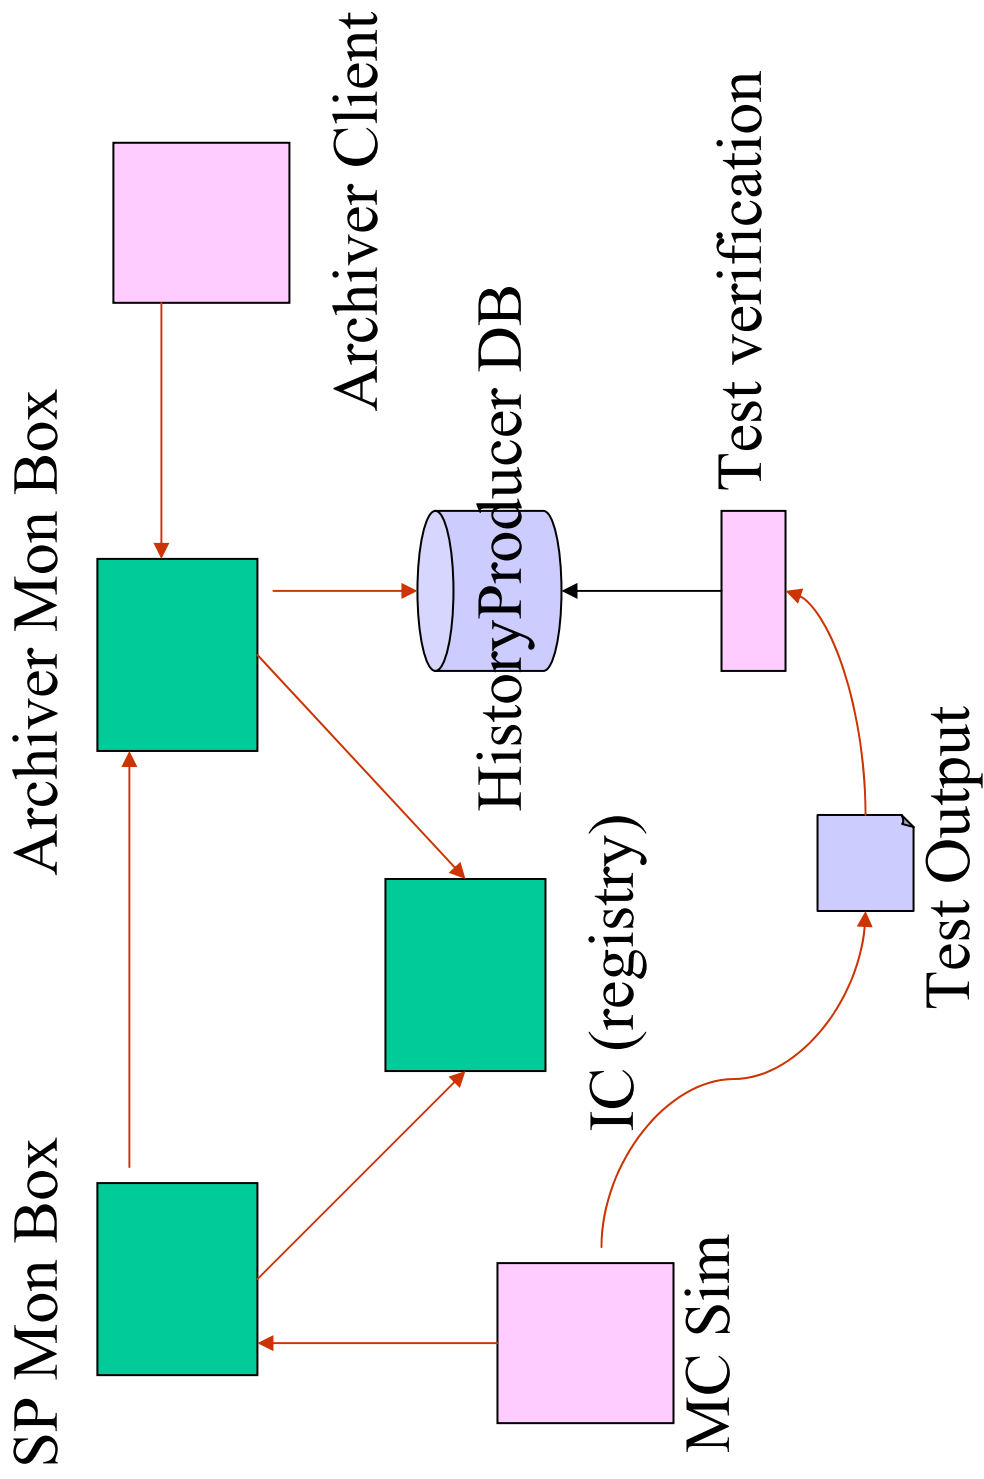 SP Mon Box
Archiver Mon Box
Archiver Client
HistoryProducer DB
IC (registry)
MC Sim
Test verification
Test Output